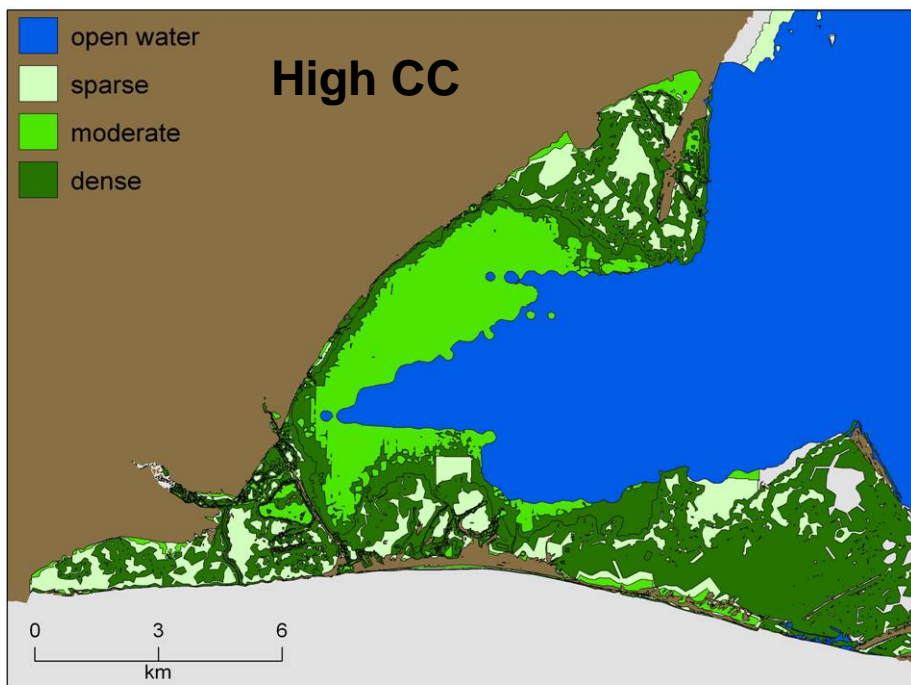 open water
sparse
High CC
moderate
dense
0 3 6
km